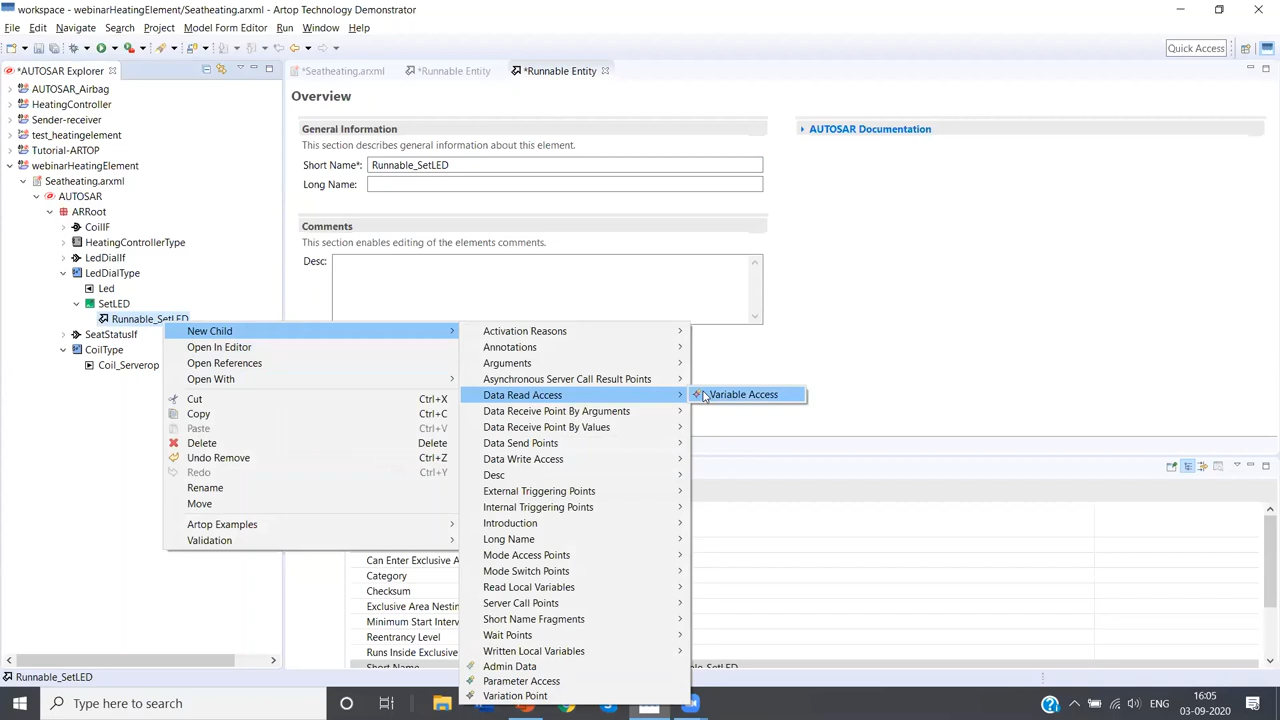 workspace - webinarHeatingElement/Seatheating.arxml - Artop Technology Demonstrator
File Edit Navigate Search Project Model Form Editor Run Window Help
Quick Access
*AUTOSAR Explorer
*Seatheating.arxml
*Runnable Entity
*Runnable Entity
AUTOSAR_Airbag
HeatingController
Sender-receiver
test_heatingelement
Tutorial-ARTOP
webinarHeatingElement
Seatheating.arxml
AUTOSAR
ARRoot
CoilIF
HeatingControllerType
LedDialIf
LedDialType
Led
SetLED
Runnable_SetLED
SeatStatusIf
CoilType
Coil_Serverop
Overview
General Information
This section describes general information about this element.
Short Name*: Runnable_SetLED
Long Name:
AUTOSAR Documentation
Comments
This section enables editing of the elements comments.
Desc:
New Child
Open In Editor
Open References
Open With
Cut Ctrl+X
Copy Ctrl+C
Paste Ctrl+V
Delete Delete
Undo Remove Ctrl+Z
Redo Ctrl+Y
Rename
Move
Artop Examples
Validation
Activation Reasons
Annotations
Arguments
Asynchronous Server Call Result Points
Data Read Access
Data Receive Point By Arguments
Data Receive Point By Values
Data Send Points
Data Write Access
Desc
External Triggering Points
Internal Triggering Points
Introduction
Long Name
Mode Access Points
Mode Switch Points
Read Local Variables
Server Call Points
Short Name Fragments
Wait Points
Written Local Variables
Admin Data
Parameter Access
Variation Point
Variable Access
Can Enter Exclusive A
Category
Checksum
Exclusive Area Nestin
Minimum Start Interv
Reentrancy Level
Runs Inside Exclusive
Short Name
Runnable_SetLED
Type here to search
ENG
16:05
03-09-2020